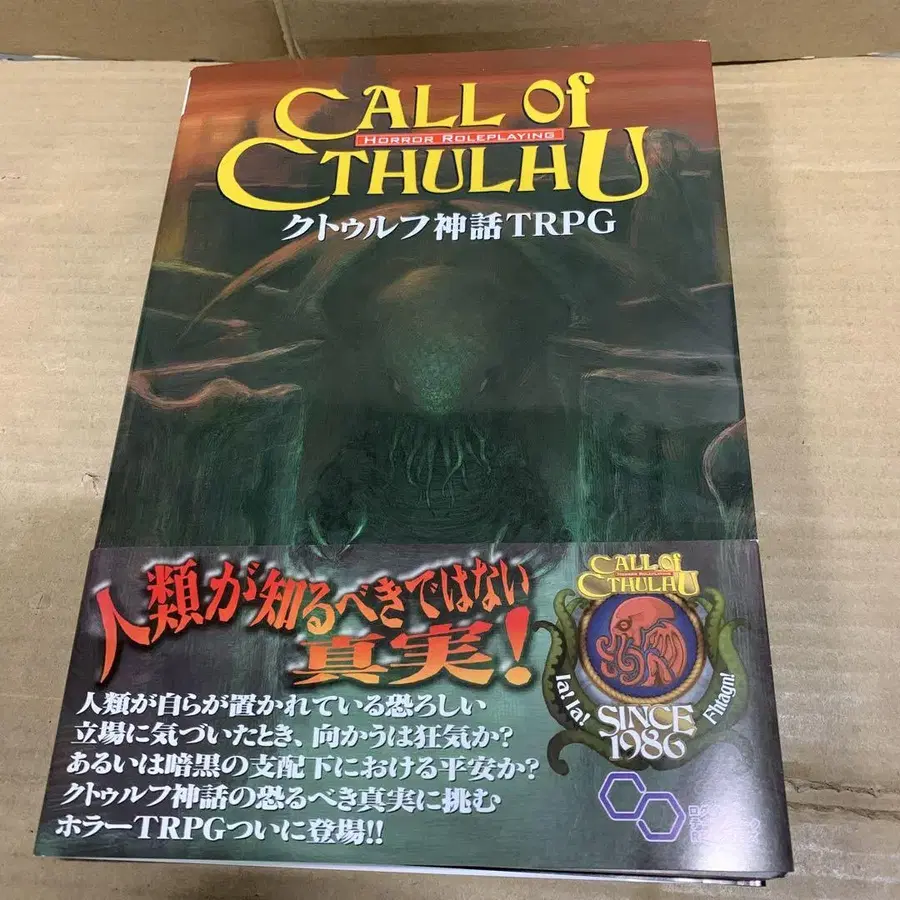 CALL of
HORROR ROLEPLAYING
CTHULHU
クトゥルフ神話TRPG
人類が知るべきではない
真実!
人類が自らが置かれている恐ろしい
立場に気づいたとき、向かうは狂気か?
あるいは暗黒の支配下における平安か?
クトゥルフ神話の恐るべき真実に挑む
ホラーTRPGついに登場!!
CALL of
HORROR ROLEPLAYING
CTHULHU
Ia! Ia!
Fhtagn!
SINCE
1986